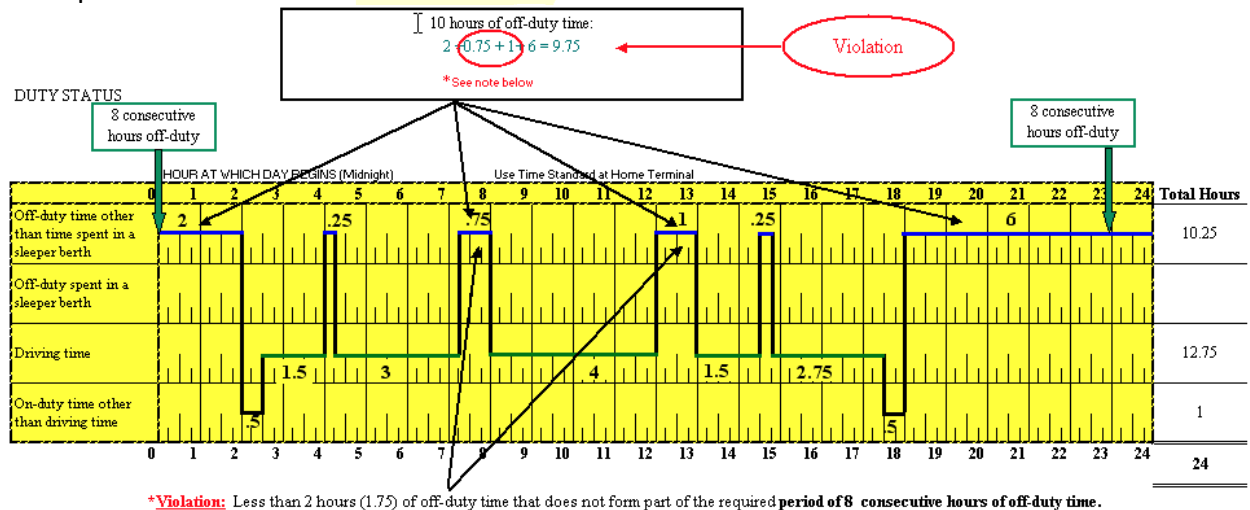 10 hours of off-duty time:
2 +0.75 + 1+ 6 = 9.75
*See note below
Violation
DUTY STATUS
8 consecutive
hours off-duty
8 consecutive
hours off-duty
HOUR AT WHICH DAY BEGINS (Midnight) Use Time Standard at Home Terminal
0 1 2 3 4 5 6 7 8 9 10 11 12 13 14 15 16 17 18 19 20 21 22 23 24 Total Hours
Off-duty time other
than time spent in a
sleeper berth
2 .25 .75 1 .25 6 10.25
Off-duty spent in a
sleeper berth
Driving time
1.5 3 4 1.5 2.75 12.75
On-duty time other
than driving time
.5 .5 1
0 1 2 3 4 5 6 7 8 9 10 11 12 13 14 15 16 17 18 19 20 21 22 23 24
24
*Violation: Less than 2 hours (1.75) of off-duty time that does not form part of the required period of 8 consecutive hours of off-duty time.